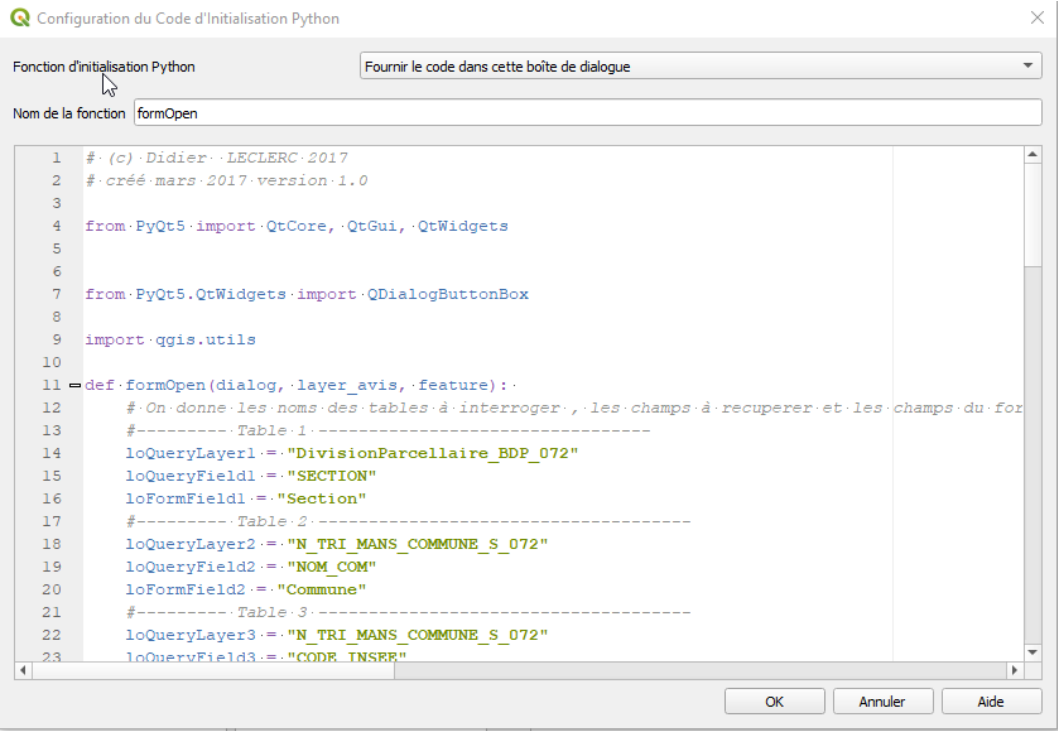 Configuration du Code d'Initialisation Python
Fonction d'initialisation Python Fournir le code dans cette boîte de dialogue
Nom de la fonction formOpen
1 # (c) Didier  LECLERC 2017
2 # créé mars 2017 version 1.0
3
4 from PyQt5 import QtCore, QtGui, QtWidgets
5
6
7 from PyQt5.QtWidgets import QDialogButtonBox
8
9 import qgis.utils
10
11 def formOpen(dialog, layer_avis, feature):
12 # On donne les noms des tables à interroger , les champs à recuperer et les champs du for
13 #--------- Table 1 ---------------------------------
14 loQueryLayer1 = "DivisionParcellaire_BDP_072"
15 loQueryField1 = "SECTION"
16 loFormField1 = "Section"
17 #--------- Table 2 -------------------------------------
18 loQueryLayer2 = "N_TRI_MANS_COMMUNE_S_072"
19 loQueryField2 = "NOM_COM"
20 loFormField2 = "Commune"
21 #--------- Table 3 -------------------------------------
22 loQueryLayer3 = "N_TRI_MANS_COMMUNE_S_072"
23 loQueryField3 = "CODE_INSEE"
OK Annuler Aide